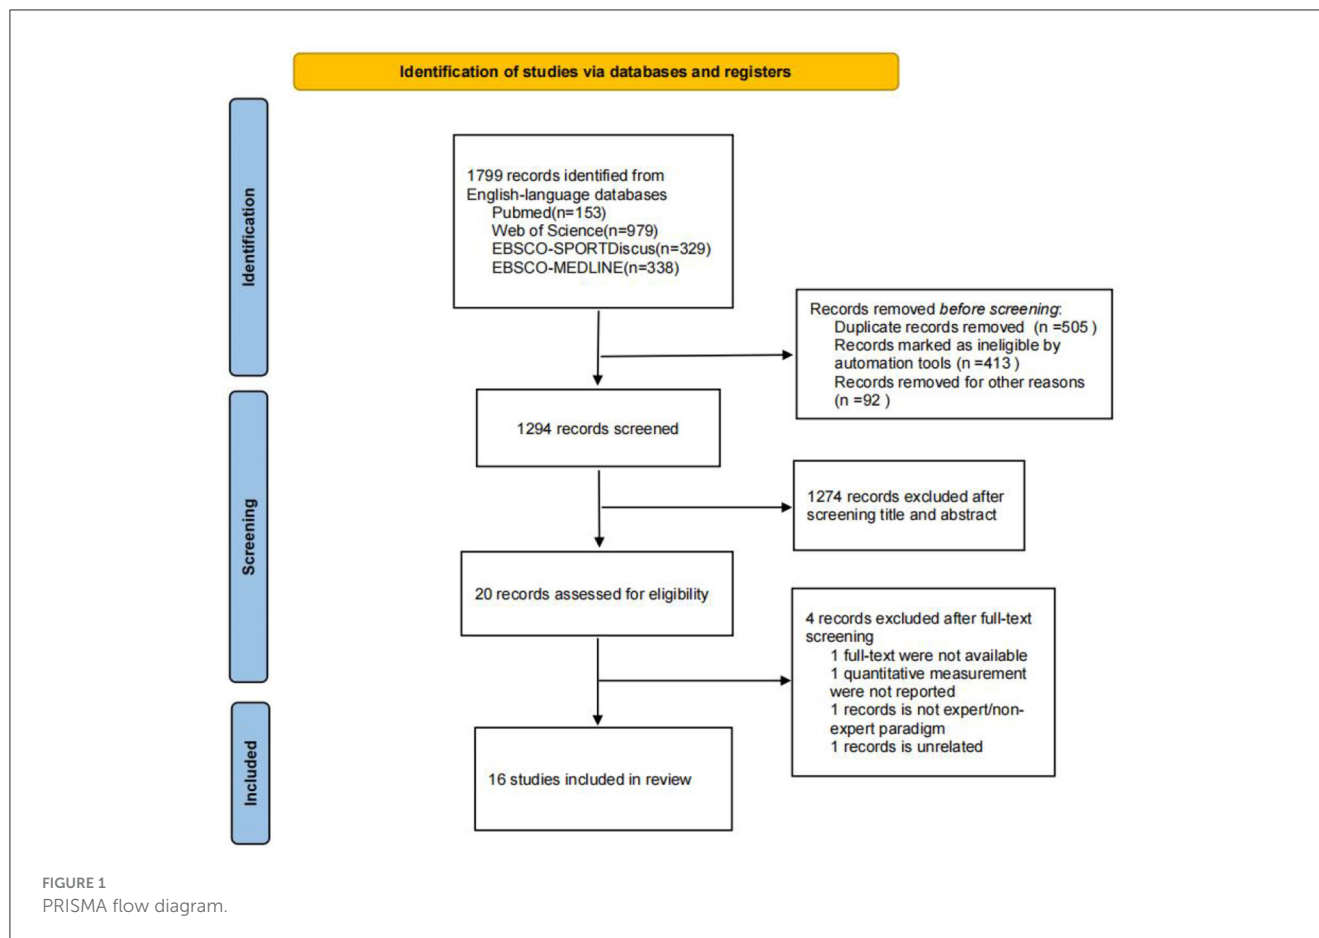 Identification of studies via databases and registers
Identification
1799 records identified from
English-language databases
Pubmed(n=153)
Web of Science(n=979)
EBSCO-SPORTDiscus(n=329)
EBSCO-MEDLINE(n=338)
Records removed before screening:
Duplicate records removed (n =505 )
Records marked as ineligible by
automation tools (n =413 )
Records removed for other reasons
(n =92 )
Screening
1294 records screened
1274 records excluded after
screening title and abstract
20 records assessed for eligibility
4 records excluded after full-text
screening
1 full-text were not available
1 quantitative measurement
were not reported
1 records is not expert/non-
expert paradigm
1 records is unrelated
Included
16 studies included in review
FIGURE 1
PRISMA flow diagram.